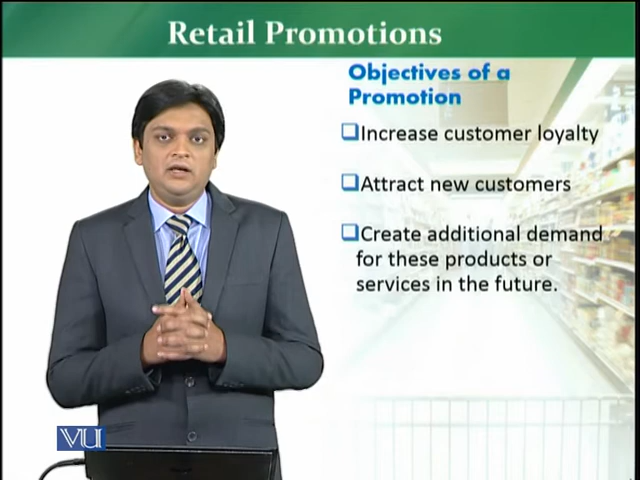 Retail Promotions
Objectives of a
Promotion
❑Increase customer loyalty
❑Attract new customers
❑Create additional demand
for these products or
services in the future.
VU